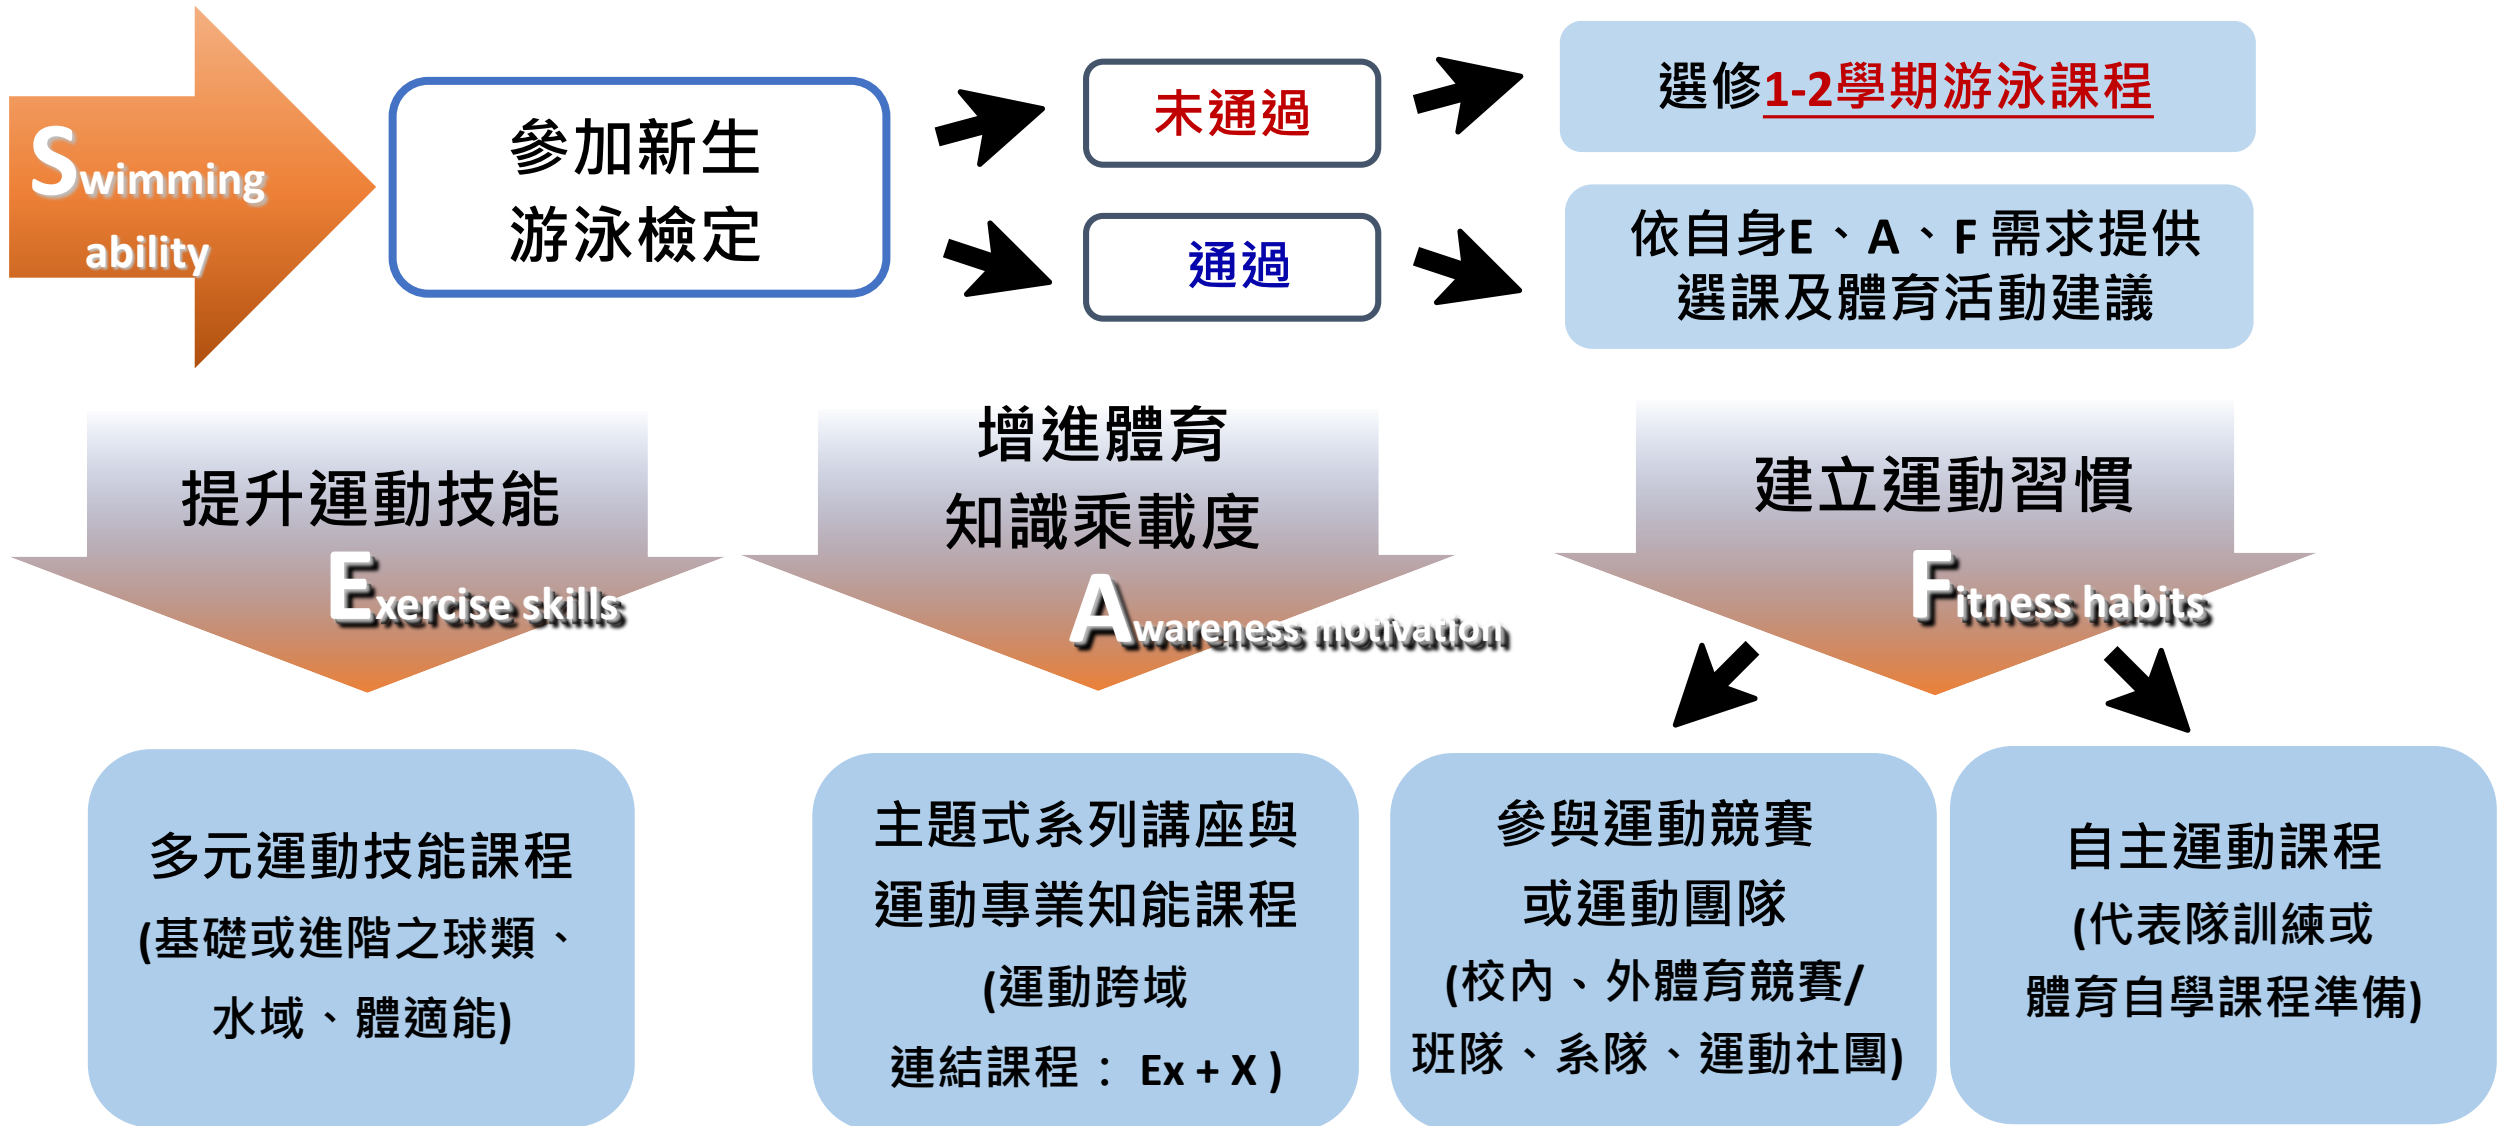 Swimming
ability
參加新生
游泳檢定
未通過
通過
選修1-2學期游泳課程
依自身E、A、F需求提供
選課及體育活動建議
提升運動技能
Exercise skills
增進體育
知識乘載度
Awareness motivation
建立運動習慣
Fitness habits
多元運動技能課程
(基礎或進階之球類、
水域、體適能)
主題式系列講座與
運動專業知能課程
(運動跨域
連結課程：EX + X )
參與運動競賽
或運動團隊
(校內、外體育競賽/
班隊、系隊、運動社團)
自主運動課程
(代表隊訓練或
體育自學課程準備)